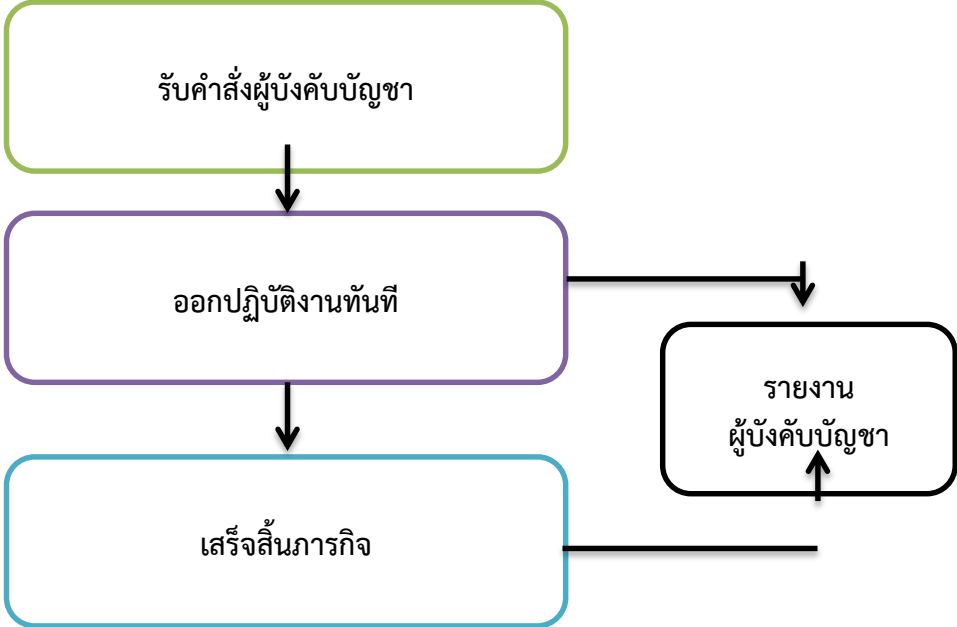 รับคำสั่งผู้บังคับบัญชา
ออกปฏิบัติงานทันที
รายงาน
ผู้บังคับบัญชา
เสร็จสิ้นภารกิจ